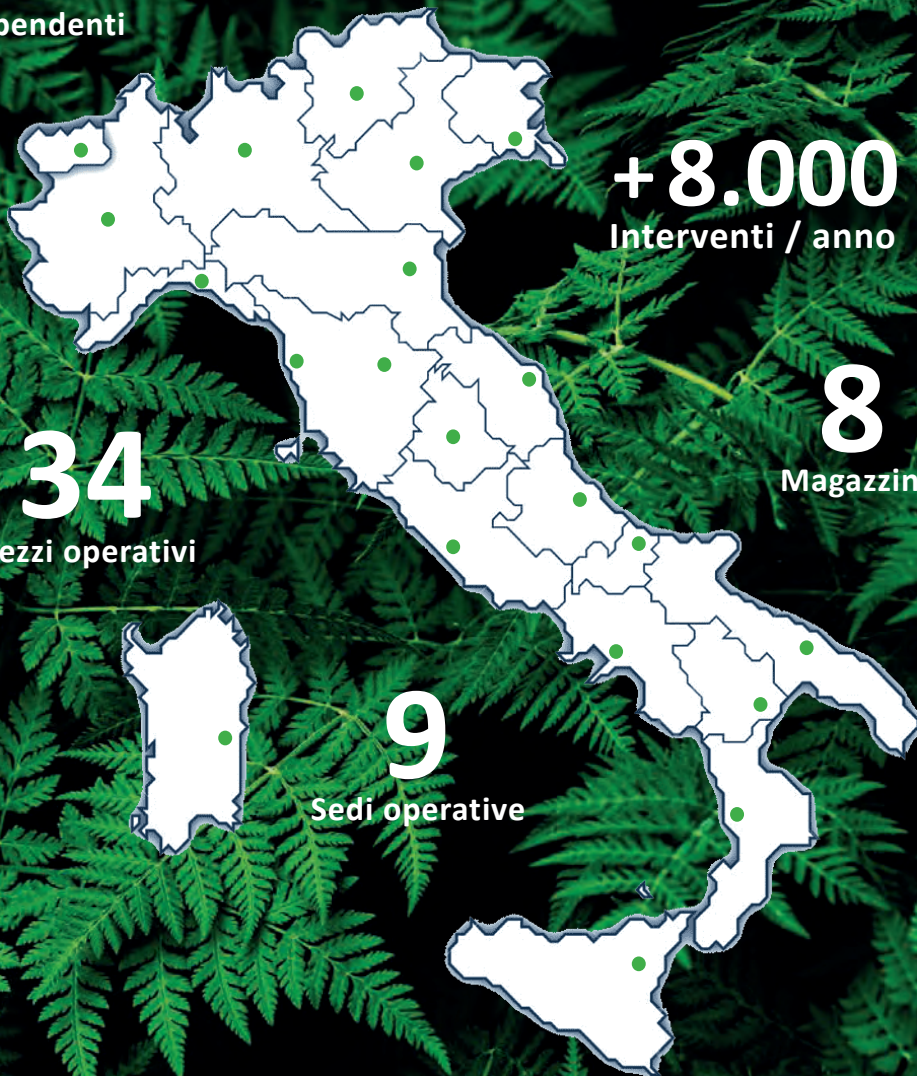 pendenti
+8.000
Interventi / anno
8
Magazzin
34
ezzi operativi
9
Sedi operative